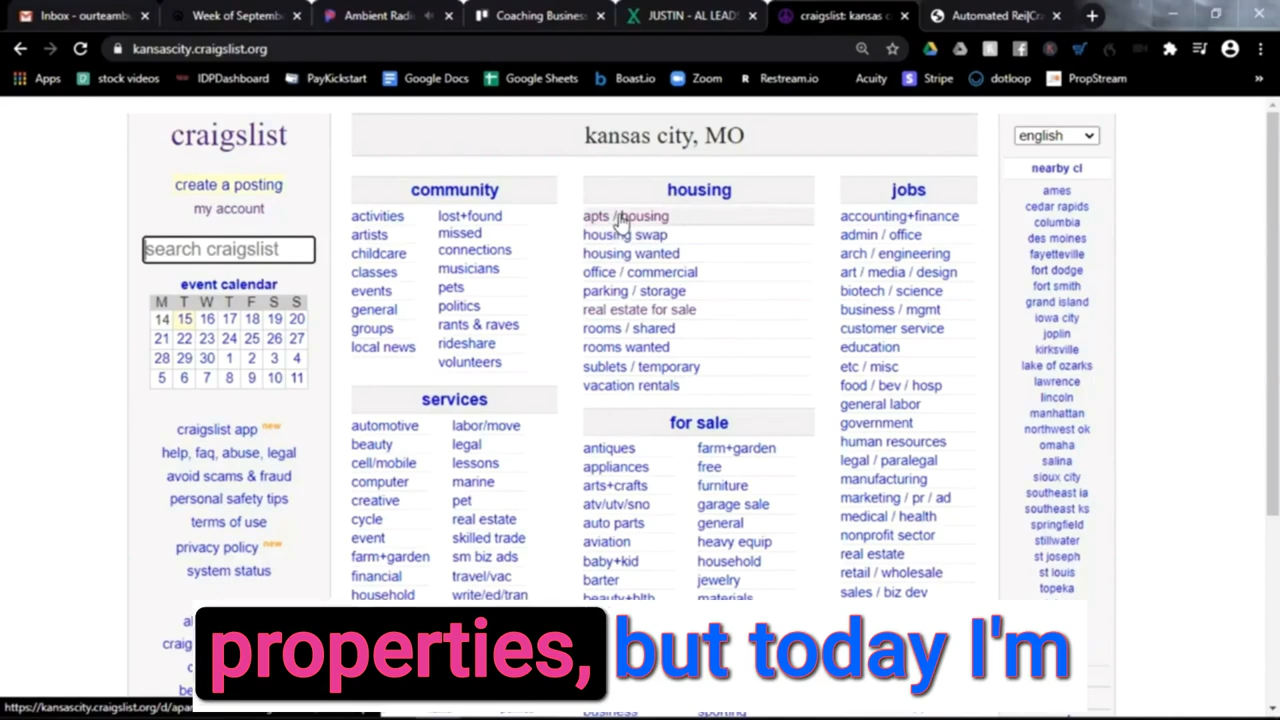 Inbox - ourteamb
Week of Septemb
Ambient Radi
Coaching Busines
JUSTIN - AL LEAD
craigslist: kansas c
Automated Rei|Cr
kansascity.craigslist.org
Apps
stock videos
IDPDashboard
PayKickstart
Google Docs
Google Sheets
Boast.io
Zoom
Restream.io
Acuity
Stripe
dotloop
PropStream
craigslist
create a posting
my account
search craigslist
event calendar
M T W T F S S
14 15 16 17 18 19 20
21 22 23 24 25 26 27
28 29 30 1 2 3 4
5 6 7 8 9 10 11
craigslist app new
help, faq, abuse, legal
avoid scams & fraud
personal safety tips
terms of use
privacy policy new
system status
kansas city, MO
community
activities
artists
childcare
classes
events
general
groups
local news
lost+found
missed
connections
musicians
pets
politics
rants & raves
rideshare
volunteers
services
automotive
beauty
cell/mobile
computer
creative
cycle
event
farm+garden
financial
household
labor/move
legal
lessons
marine
pet
real estate
skilled trade
sm biz ads
travel/vac
write/ed/tran
housing
apts / housing
housing swap
housing wanted
office / commercial
parking / storage
real estate for sale
rooms / shared
rooms wanted
sublets / temporary
vacation rentals
for sale
antiques
appliances
arts+crafts
atv/utv/sno
auto parts
aviation
baby+kid
barter
beauty+hlth
farm+garden
free
furniture
garage sale
general
heavy equip
household
jewelry
materials
jobs
accounting+finance
admin / office
arch / engineering
art / media / design
biotech / science
business / mgmt
customer service
education
etc / misc
food / bev / hosp
general labor
government
human resources
legal / paralegal
manufacturing
marketing / pr / ad
medical / health
nonprofit sector
real estate
retail / wholesale
sales / biz dev
english
nearby cl
ames
cedar rapids
columbia
des moines
fayetteville
fort dodge
fort smith
grand island
iowa city
joplin
kirksville
lake of ozarks
lawrence
lincoln
manhattan
northwest ok
omaha
salina
sioux city
southeast ia
southeast ks
springfield
stillwater
st joseph
st louis
topeka
properties, but today I'm
https://kansascity.craigslist.org/d/apa
business
sporting